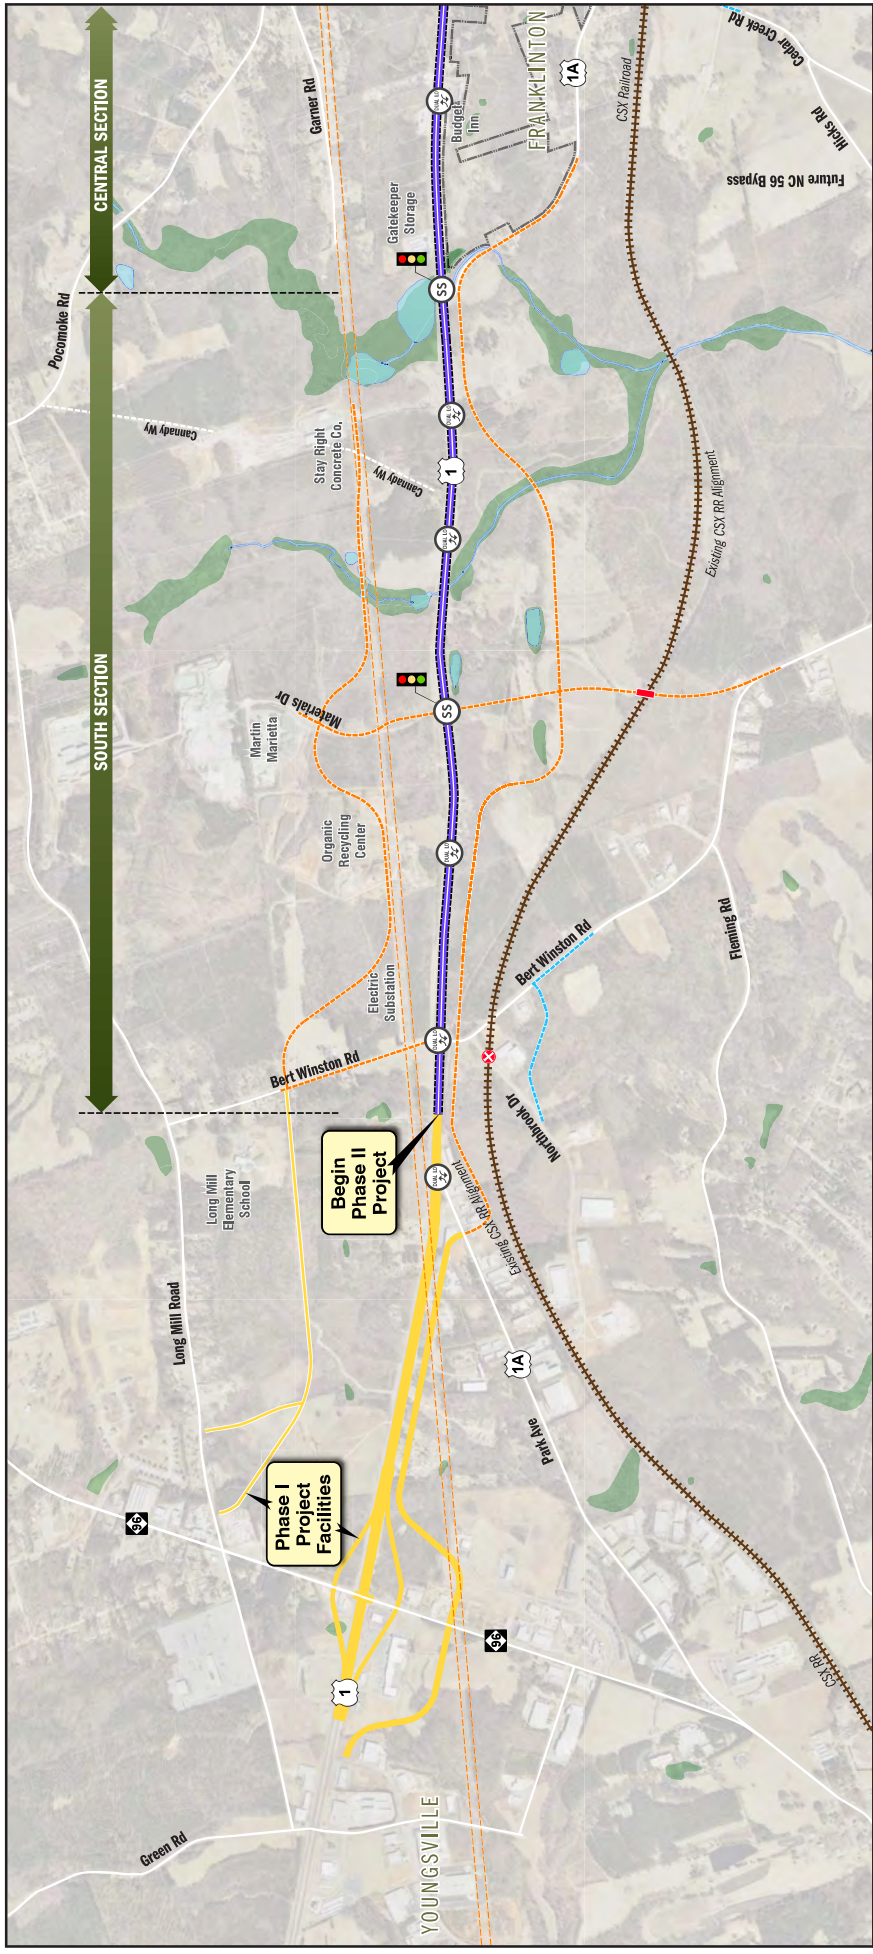 CENTRAL SECTION
SOUTH SECTION
Garner Rd
FRANKLINTON
1A
CSX Railroad
Cedar Creek Rd
Hicks Rd
Future NC 56 Bypass
Budget
Inn
Gatekeeper
Storage
SS
Pocomoke Rd
Cannady Wy
Stay Right
Concrete Co.
Cannady Wy
1
Existing CSX RR Alignment
Materials Dr
Martin
Marietta
SS
Organic
Recycling
Center
Electric
Substation
Bert Winston Rd
Fleming Rd
Bert Winston Rd
Northbrook Dr
Begin
Phase II
Project
Existing CSX RR Alignment
Long Mill
Elementary
School
Long Mill Road
1A
Park Ave
Phase I
Project
Facilities
96
96
1
CSX RR
Green Rd
YOUNGSVILLE